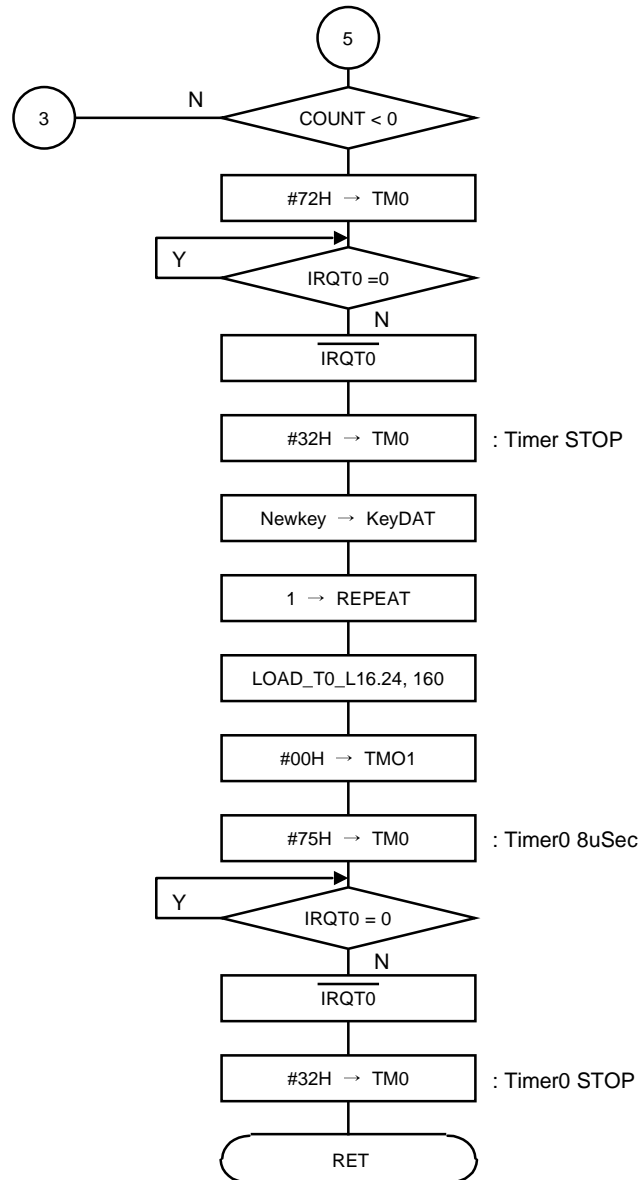 5
3
N
COUNT < 0
#72H → TM0
Y
IRQT0 =0
N
IRQT0
#32H → TM0 : Timer STOP
Newkey → KeyDAT
1 → REPEAT
LOAD_T0_L16.24, 160
#00H → TMO1
#75H → TM0 : Timer0 8uSec
Y
IRQT0 = 0
N
IRQT0
#32H → TM0 : Timer0 STOP
RET